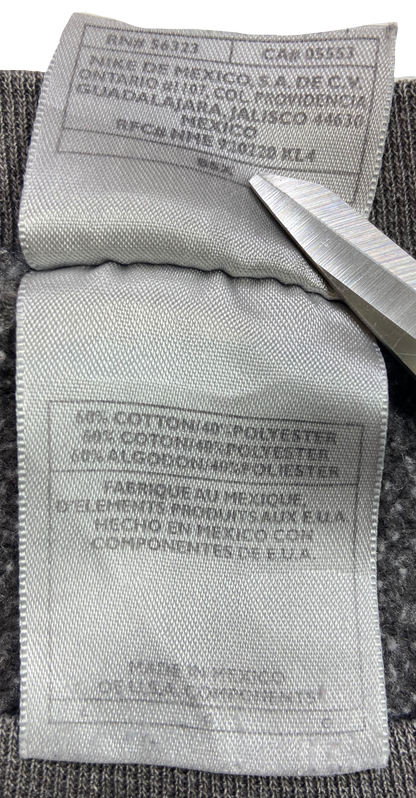 RN# 56323 CA# 05553
NIKE DE MEXICO, S.A. DE C.V.
ONTARIO #1107, COL. PROVIDENCIA
GUADALAJARA, JALISCO 44630
MEXICO
RFC# NME 920220 KL4
60% COTTON/40% POLYESTER
60% COTON/40% POLYESTER
60% ALGODON/40% POLIESTER
FABRIQUE AU MEXIQUE,
D'ELEMENTS PRODUITS AUX E.U.A.
HECHO EN MEXICO CON
COMPONENTES DE E.U.A.
MADE IN MEXICO
OF U.S.A. COMPONENTS